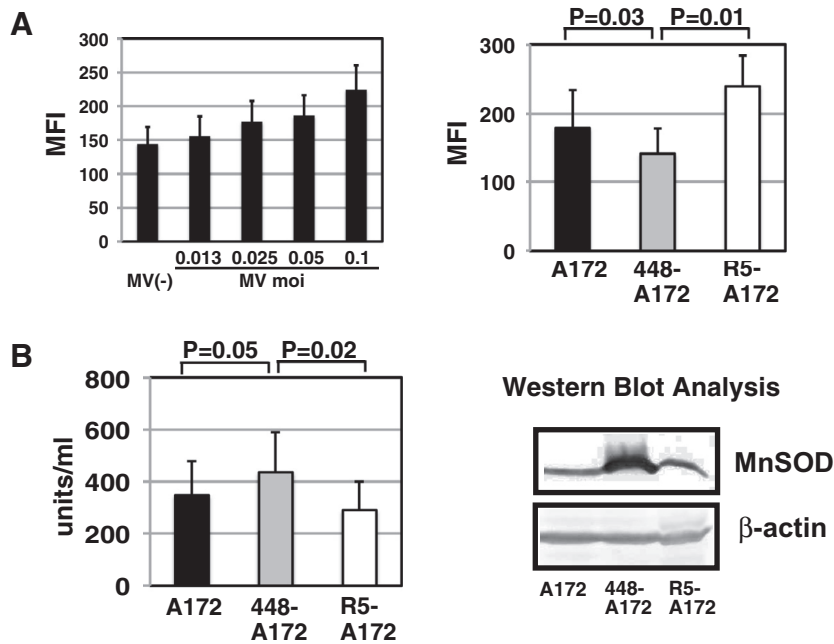 A
300
250
200
150
100
50
0
MFI
0.013 0.025 0.05 0.1
MV(-) MV moi
P=0.03 P=0.01
300
200
100
0
MFI
A172 448-A172 R5-A172
B
P=0.05 P=0.02
800
600
400
200
0
units/ml
A172 448-A172 R5-A172
Western Blot Analysis
MnSOD
β-actin
A172 448-A172 R5-A172